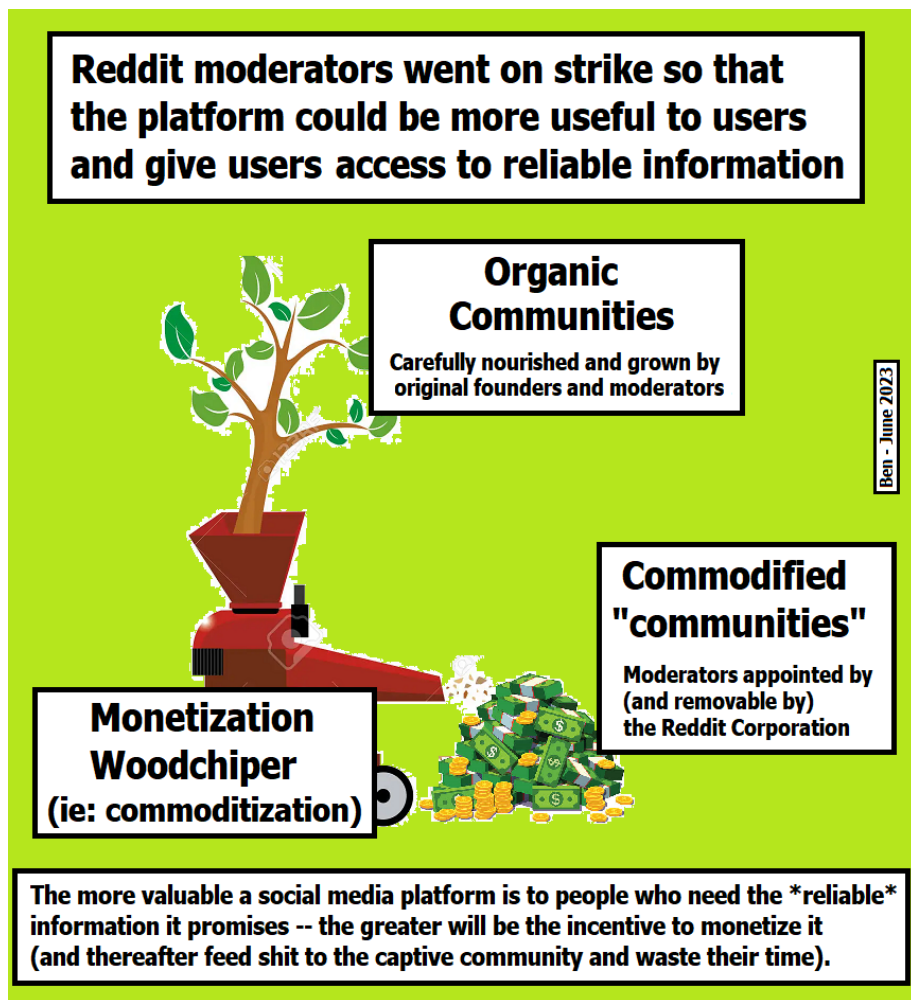 Reddit moderators went on strike so that
the platform could be more useful to users
and give users access to reliable information
Organic
Communities
Carefully nourished and grown by
original founders and moderators
Ben - June 2023
Commodified
"communities"
Moderators appointed by
(and removable by)
the Reddit Corporation
Monetization
Woodchiper
(ie: commoditization)
The more valuable a social media platform is to people who need the *reliable*
information it promises -- the greater will be the incentive to monetize it
(and thereafter feed shit to the captive community and waste their time).